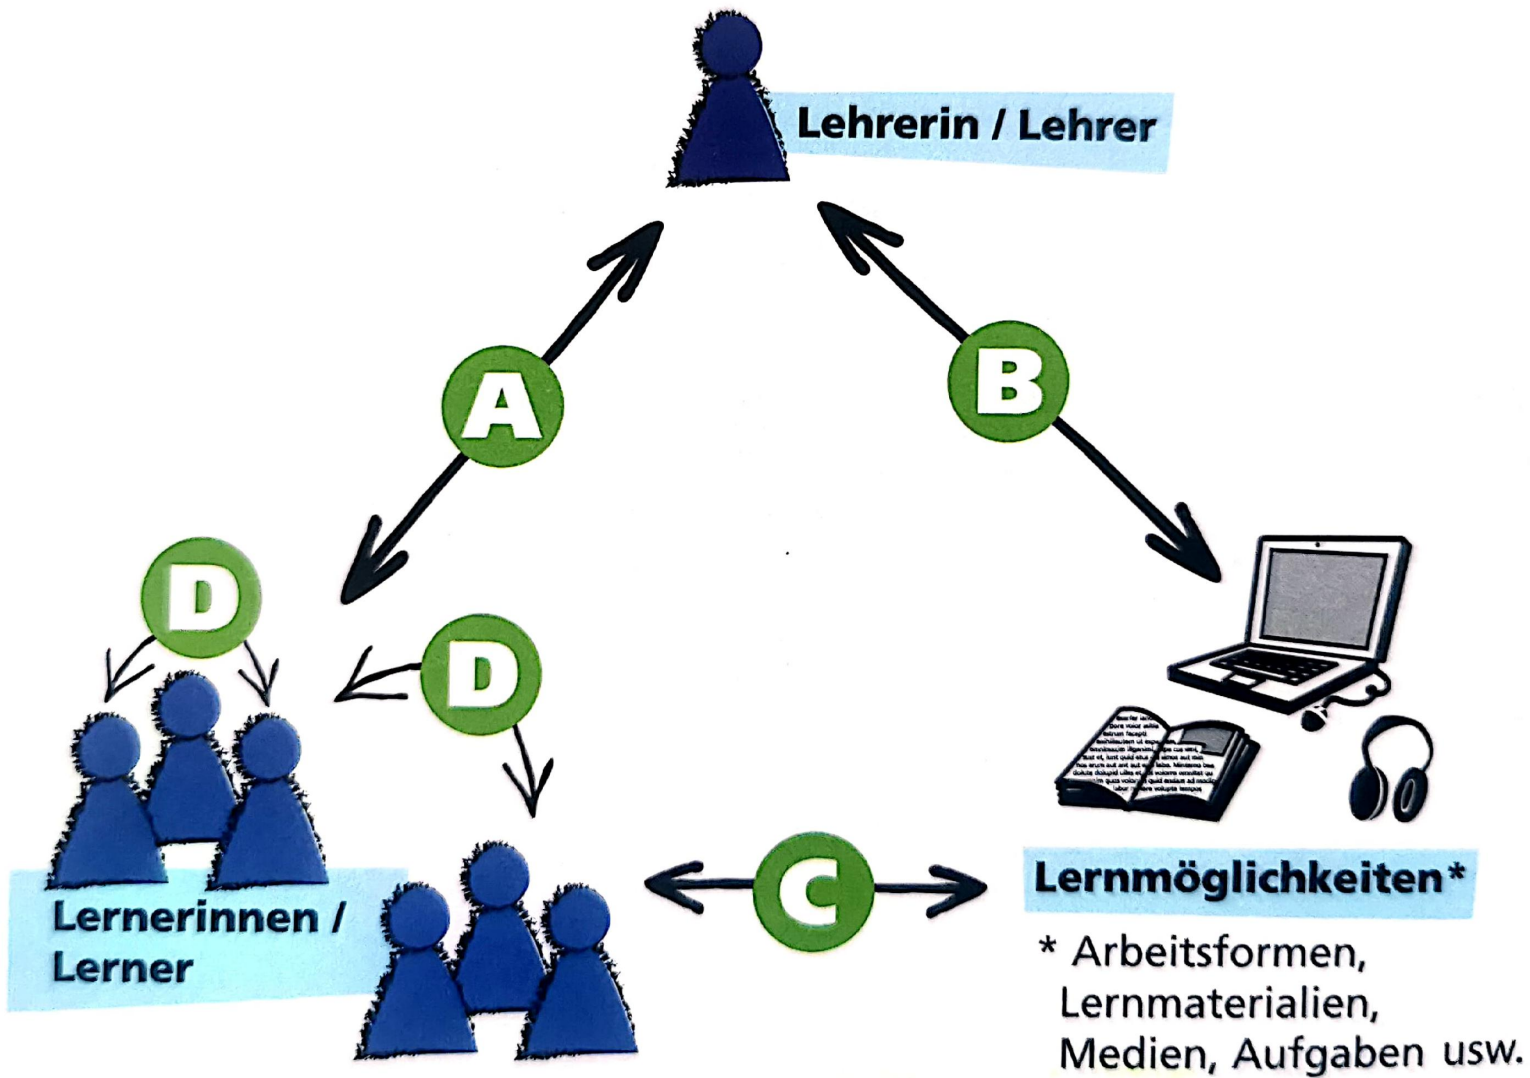 Lehrerin / Lehrer
A
B
D
D
C
Lernerinnen /
Lerner
Lernmöglichkeiten*
* Arbeitsformen,
Lernmaterialien,
Medien, Aufgaben usw.